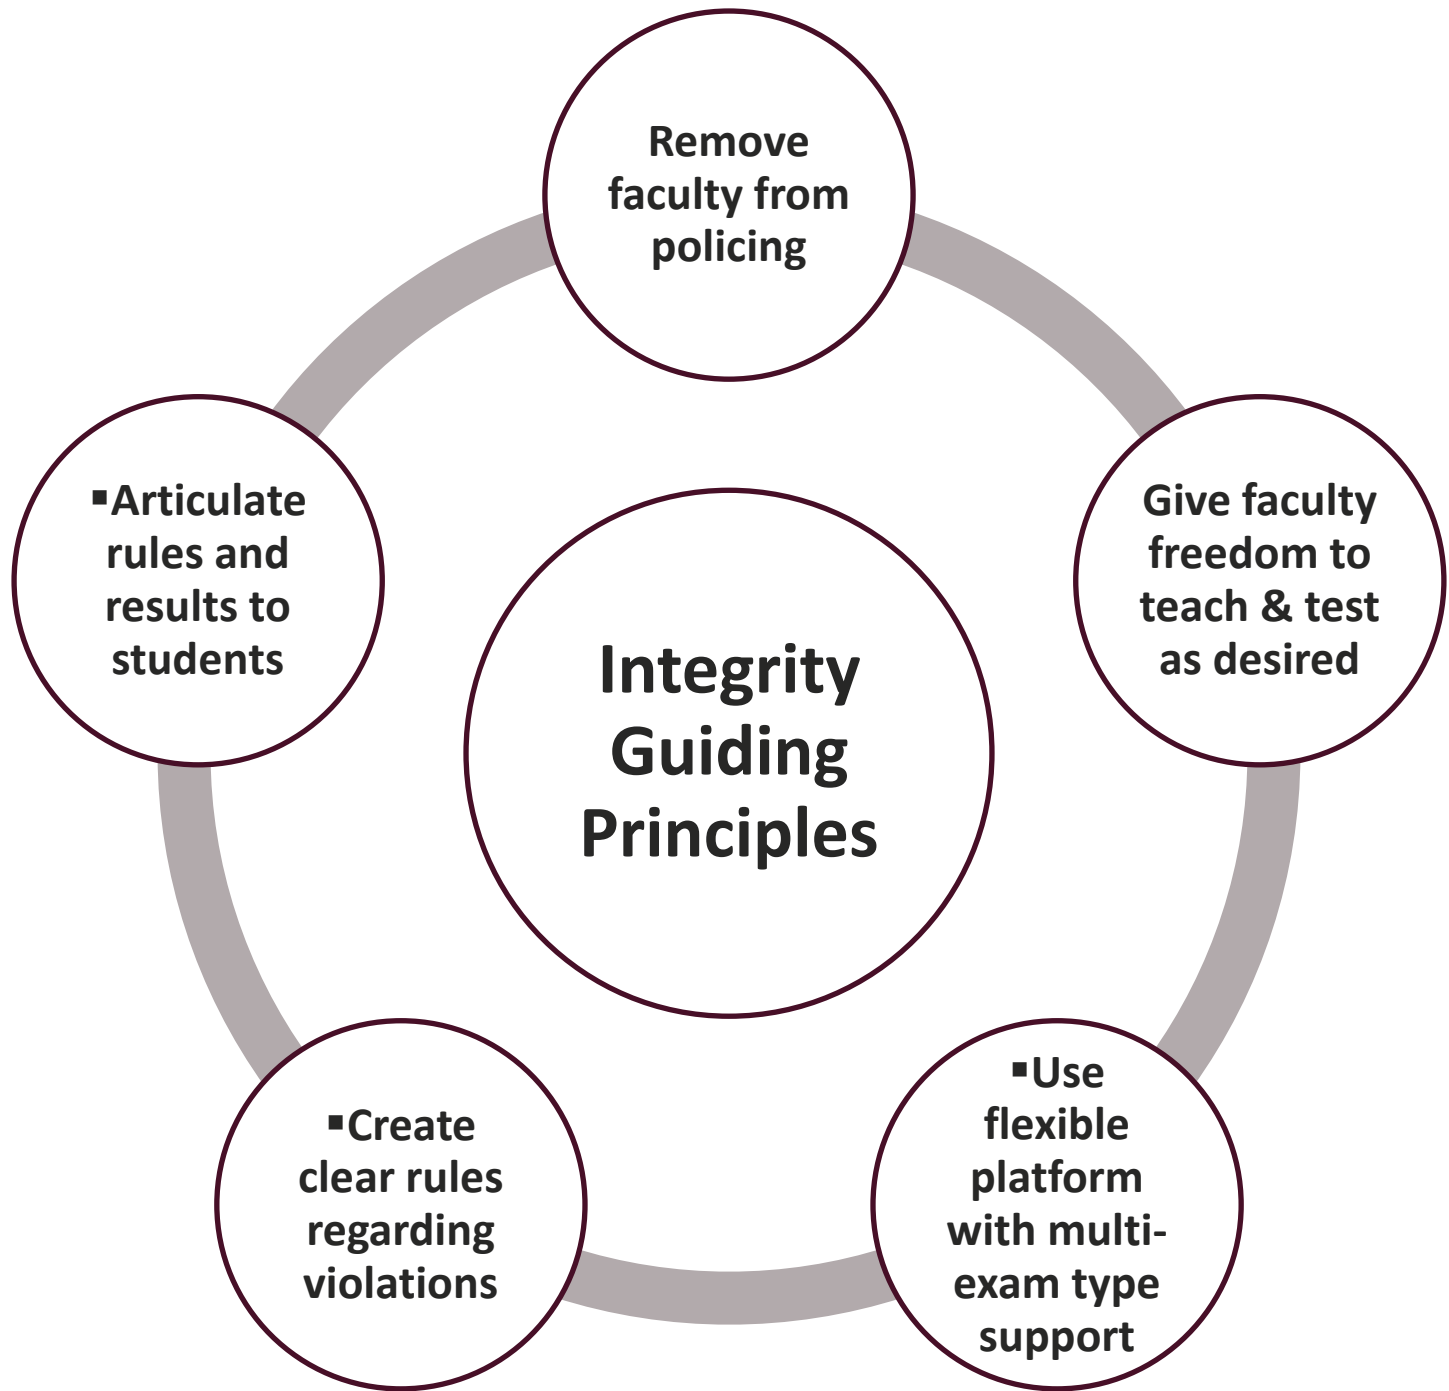 Remove
faculty from
policing
Give faculty
freedom to
teach & test
as desired
▪Use
flexible
platform
with multi-
exam type
support
▪Create
clear rules
regarding
violations
▪Articulate
rules and
results to
students
Integrity
Guiding
Principles